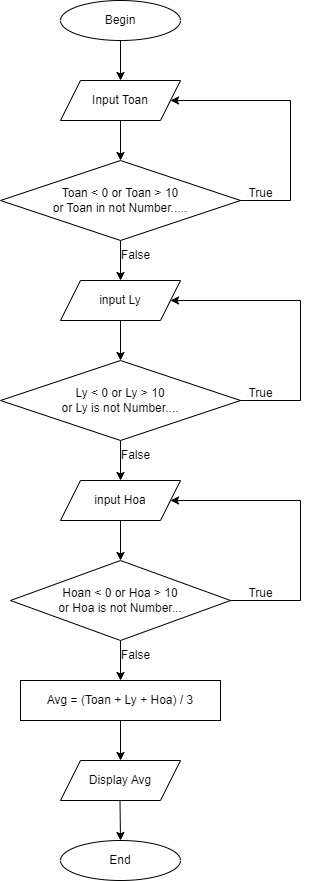 Begin
Input Toan
Toan < 0 or Toan > 10
or Toan in not Number.....
True
False
input Ly
Ly < 0 or Ly > 10
or Ly is not Number....
True
False
input Hoa
Hoan < 0 or Hoa > 10
or Hoa is not Number...
True
False
Avg = (Toan + Ly + Hoa) / 3
Display Avg
End